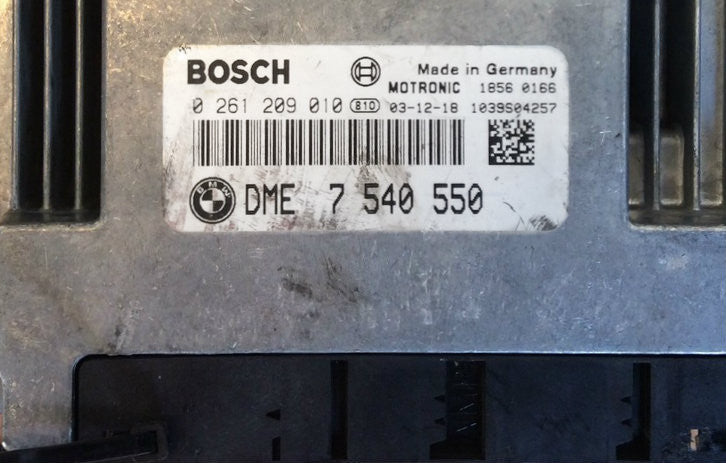 BOSCH Made in Germany
MOTRONIC 1856 0166
0 261 209 010 810 03-12-18 1039S04257
BMW DME 7 540 550